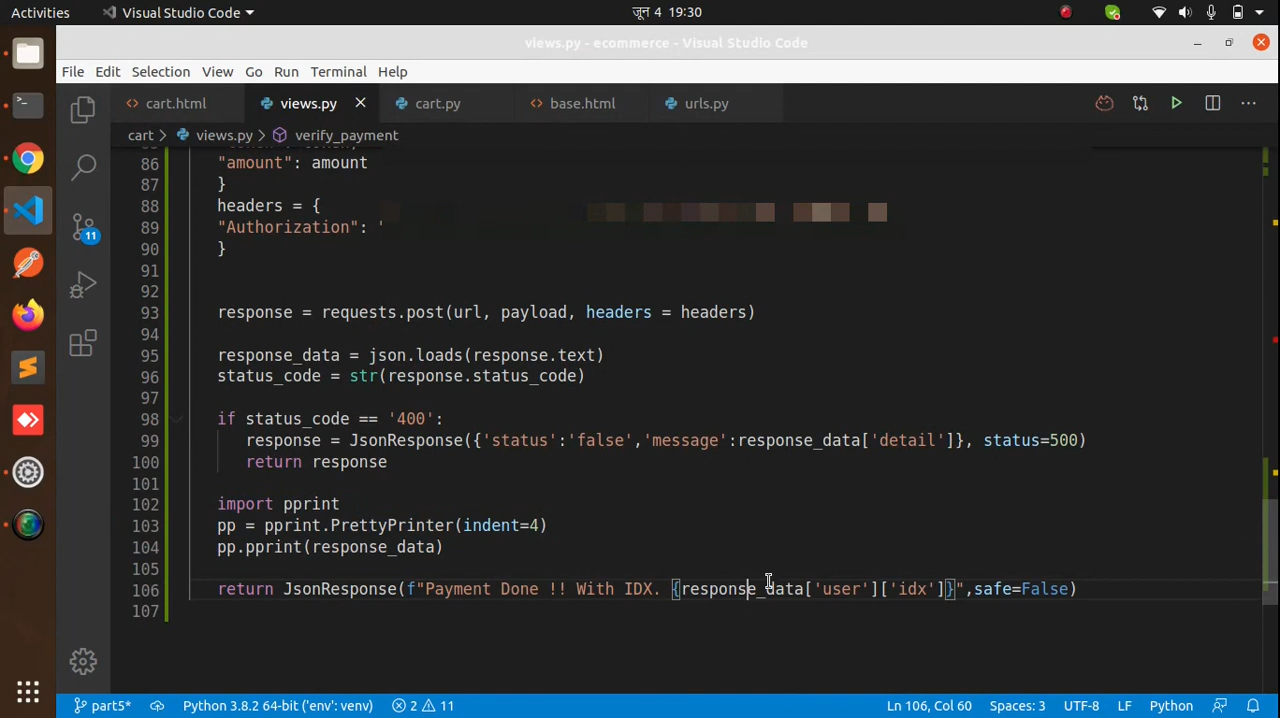 Activities
Visual Studio Code
जून 4 19:30
views.py - ecommerce - Visual Studio Code
File Edit Selection View Go Run Terminal Help
cart.html
views.py
cart.py
base.html
urls.py
cart > views.py > verify_payment
86 "amount": amount
87 }
88 headers = {
89 "Authorization": '
90 }
91
92
93 response = requests.post(url, payload, headers = headers)
94
95 response_data = json.loads(response.text)
96 status_code = str(response.status_code)
97
98 if status_code == '400':
99 response = JsonResponse({'status':'false','message':response_data['detail']}, status=500)
100 return response
101
102 import pprint
103 pp = pprint.PrettyPrinter(indent=4)
104 pp.pprint(response_data)
105
106 return JsonResponse(f"Payment Done !! With IDX. {response_data['user']['idx']}",safe=False)
107
11
part5* Python 3.8.2 64-bit ('env': venv) 2 11 Ln 106, Col 60 Spaces: 3 UTF-8 LF Python